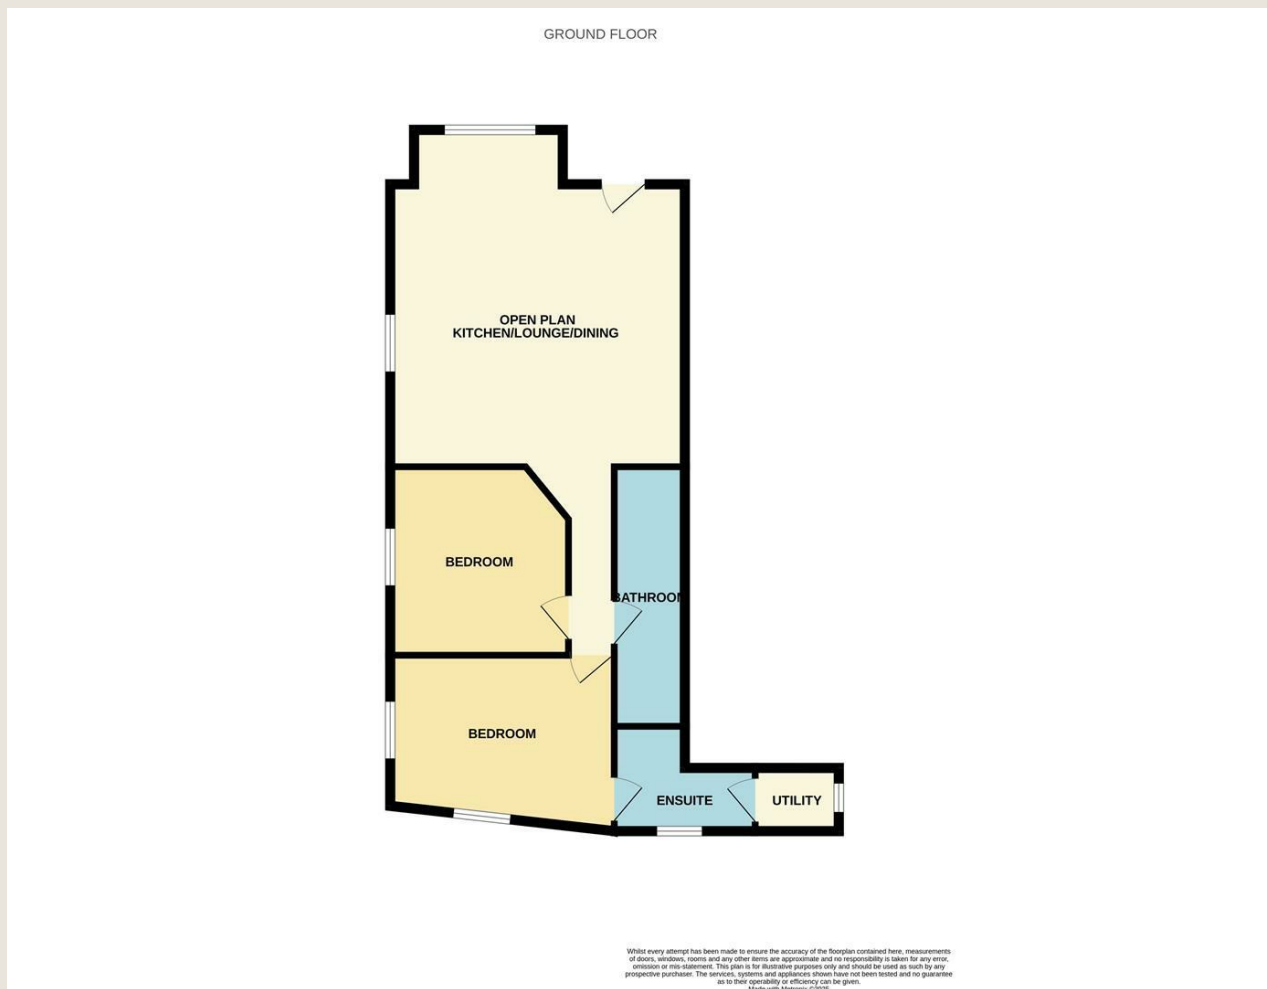 GROUND FLOOR
OPEN PLAN
KITCHEN/LOUNGE/DINING
BEDROOM
BATHROOM
BEDROOM
ENSUITE
UTILITY
Whilst every attempt has been made to ensure the accuracy of the floorplan contained here, measurements
of doors, windows, rooms and any other items are approximate and no responsibility is taken for any error,
omission or mis-statement. This plan is for illustrative purposes only and should be used as such by any
prospective purchaser. The services, systems and appliances shown have not been tested and no guarantee
as to their operability or efficiency can be given.
Made with Metropix ©2025